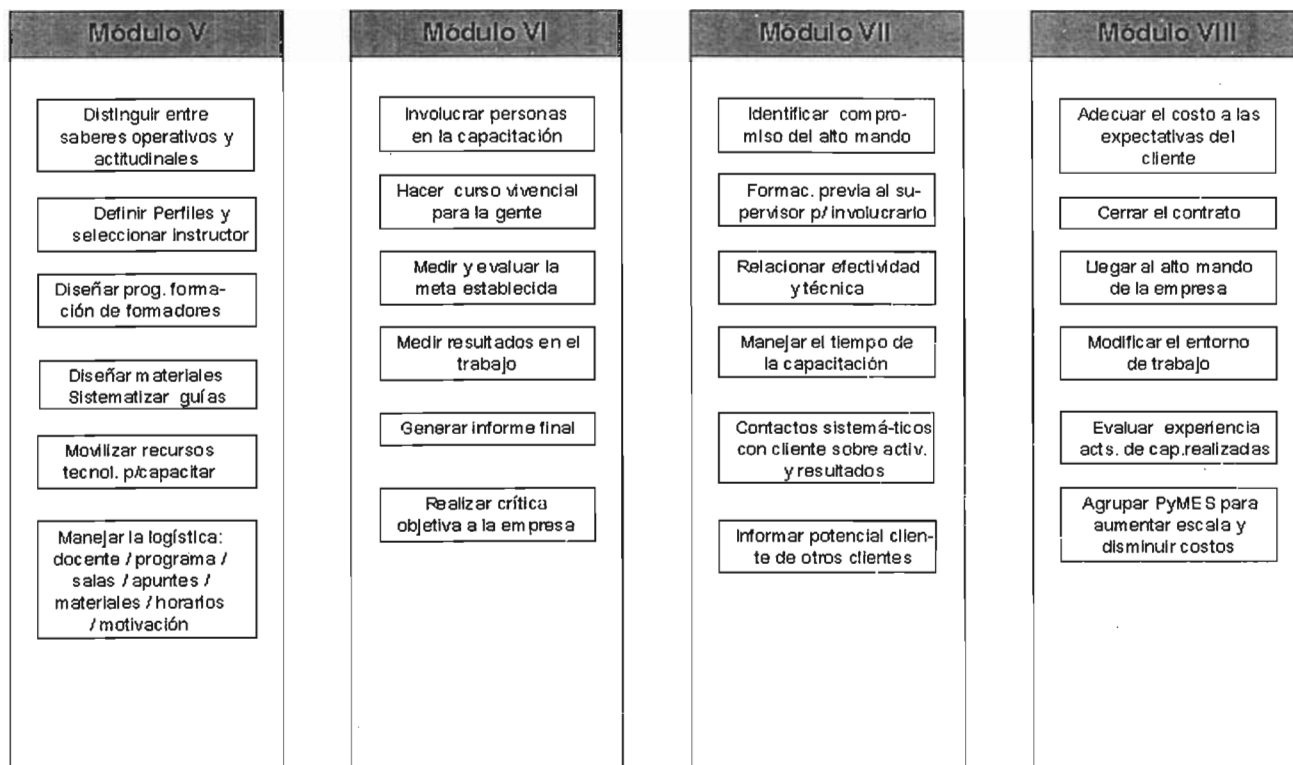 Módulo V
Distinguir entre
saberes operativos y
actitudinales
Definir Perfiles y
seleccionar instructor
Diseñar prog. forma-
ción de formadores
Diseñar materiales
Sistematizar guías
Movilizar recursos
tecnol. p/capacitar
Manejar la logística:
docente / programa /
salas / apuntes /
materiales / horarios
/ motivación
Módulo VI
Involucrar personas
en la capacitación
Hacer curso vivencial
para la gente
Medir y evaluar la
meta establecida
Medir resultados en el
trabajo
Generar informe final
Realizar crítica
objetiva a la empresa
Módulo VII
Identificar compro-
miso del alto mando
Formac. previa al su-
pervisor p/ involucrarlo
Relacionar efectividad
y técnica
Manejar el tiempo de
la capacitación
Contactos sistemá-ticos
con cliente sobre activ.
y resultados
Informar potencial clien-
te de otros clientes
Módulo VIII
Adecuar el costo a las
expectativas del
cliente
Cerrar el contrato
Llegar al alto mando
de la empresa
Modificar el entorno
de trabajo
Evaluar experiencia
acts. de cap.realizadas
Agrupar PyMES para
aumentar escala y
disminuir costos